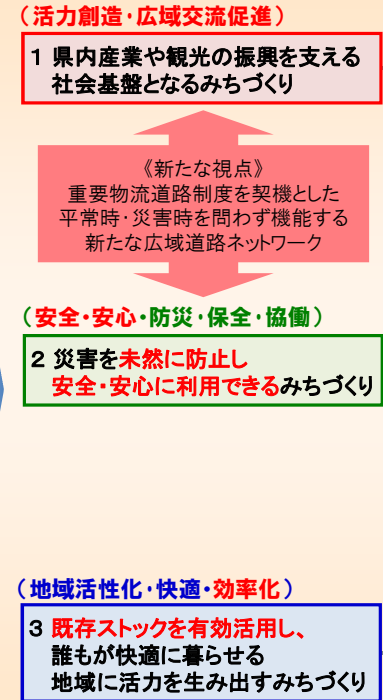 （活力創造・広域交流促進）
１ 県内産業や観光の振興を支える
社会基盤となるみちづくり
《新たな視点》
重要物流道路制度を契機とした
平常時・災害時を問わず機能する
新たな広域道路ネットワーク
（安全・安心・防災・保全・協働）
２ 災害を未然に防止し
安全・安心に利用できるみちづくり
（地域活性化・快適・効率化）
３ 既存ストックを有効活用し、
誰もが快適に暮らせる
地域に活力を生み出すみちづくり